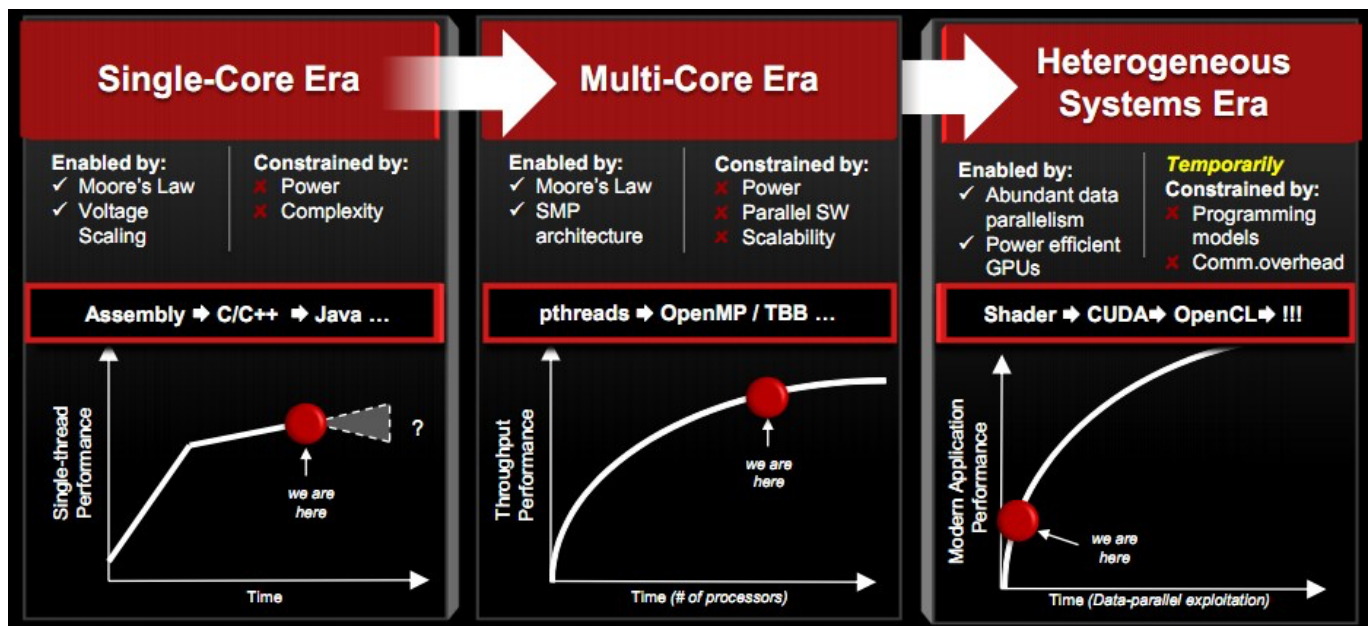 Single-Core Era
Enabled by:
✓ Moore's Law
✓ Voltage
Scaling
Constrained by:
✘ Power
✘ Complexity
Assembly ➜ C/C++ ➜ Java ...
Single-thread
Performance
?
we are
here
Time
Multi-Core Era
Enabled by:
✓ Moore's Law
✓ SMP
architecture
Constrained by:
✘ Power
✘ Parallel SW
✘ Scalability
pthreads ➜ OpenMP / TBB ...
Throughput
Performance
we are
here
Time (# of processors)
Heterogeneous
Systems Era
Enabled by:
✓ Abundant data
parallelism
✓ Power efficient
GPUs
Temporarily
Constrained by:
✘ Programming
models
✘ Comm.overhead
Shader ➜ CUDA➜ OpenCL➜ !!!
Modern Application
Performance
we are
here
Time (Data-parallel exploitation)